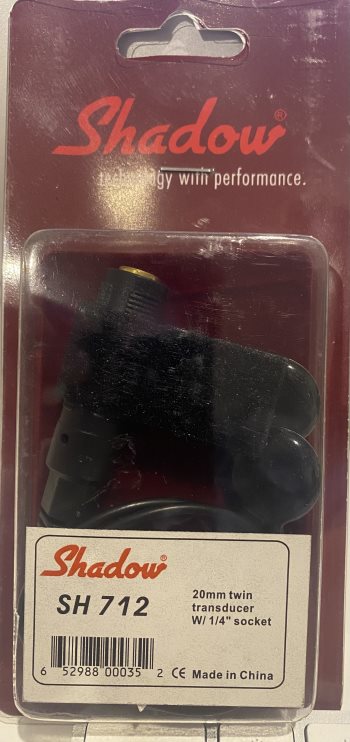 Shadow®
technology with performance.
Shadow®
SH 712
20mm twin
transducer
W/ 1/4" socket
6 52988 00035 2 CE Made in China